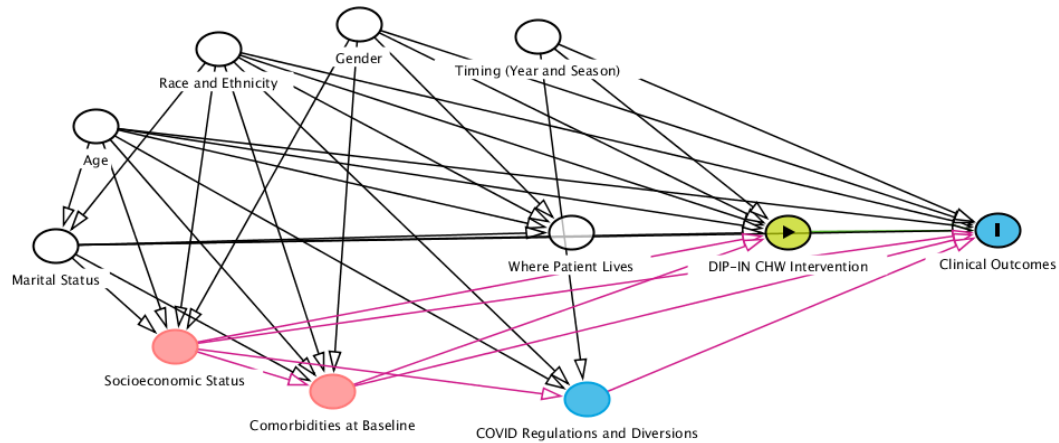 Gender
Timing (Year and Season)
Race and Ethnicity
Age
Where Patient Lives
DIP-IN CHW Intervention
Clinical Outcomes
Marital Status
Socioeconomic Status
Comorbidities at Baseline
COVID Regulations and Diversions